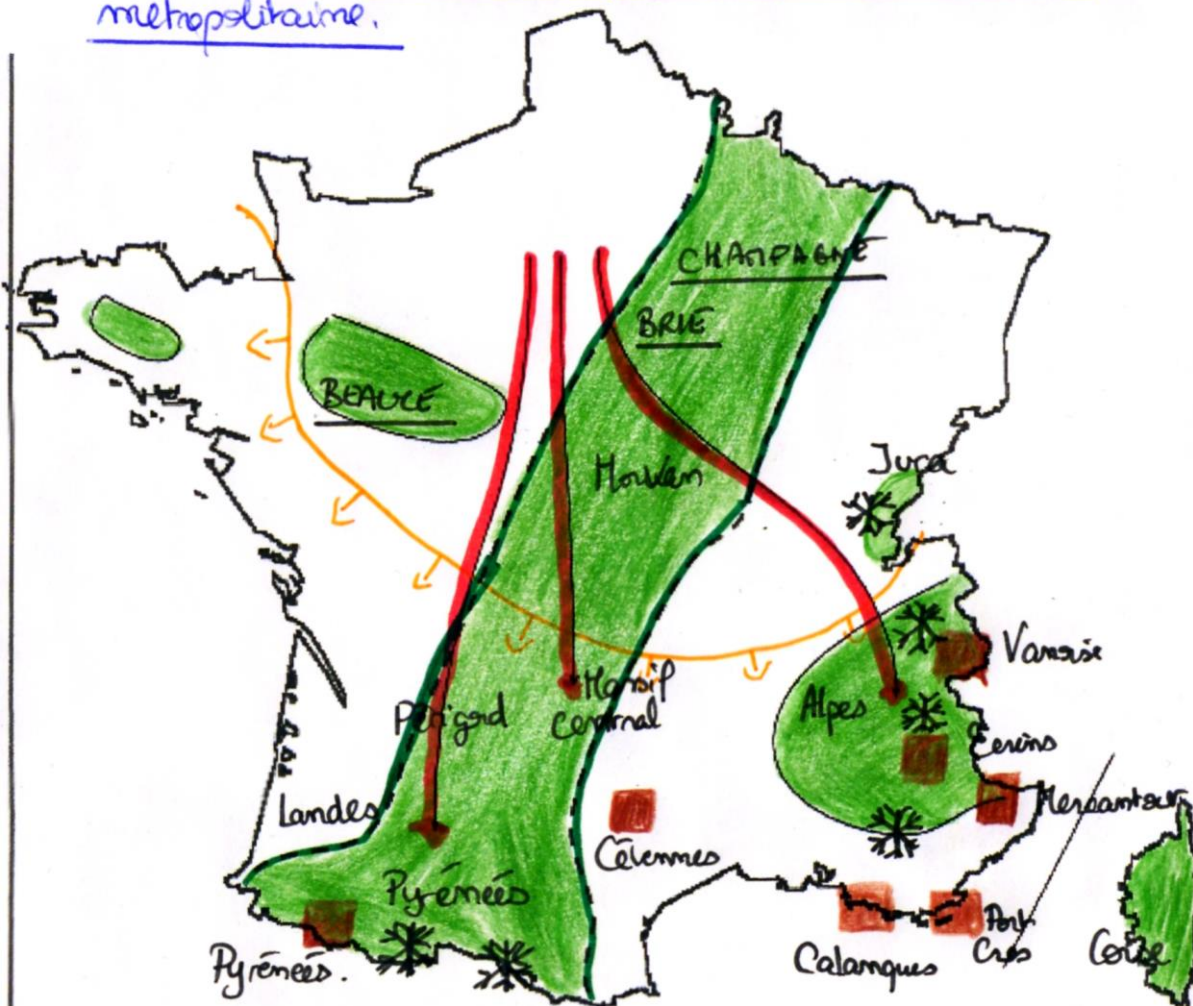 métropolitaine.
CHAMPAGNE
BRIE
BEAUCE
Jura
Morvan
Vanoise
Massif
central
Périgord
Alpes
Ecrins
Landes
Mercantour
Cévennes
Pyrénées
Port
Cros
Pyrénées.
Calanques
Corse